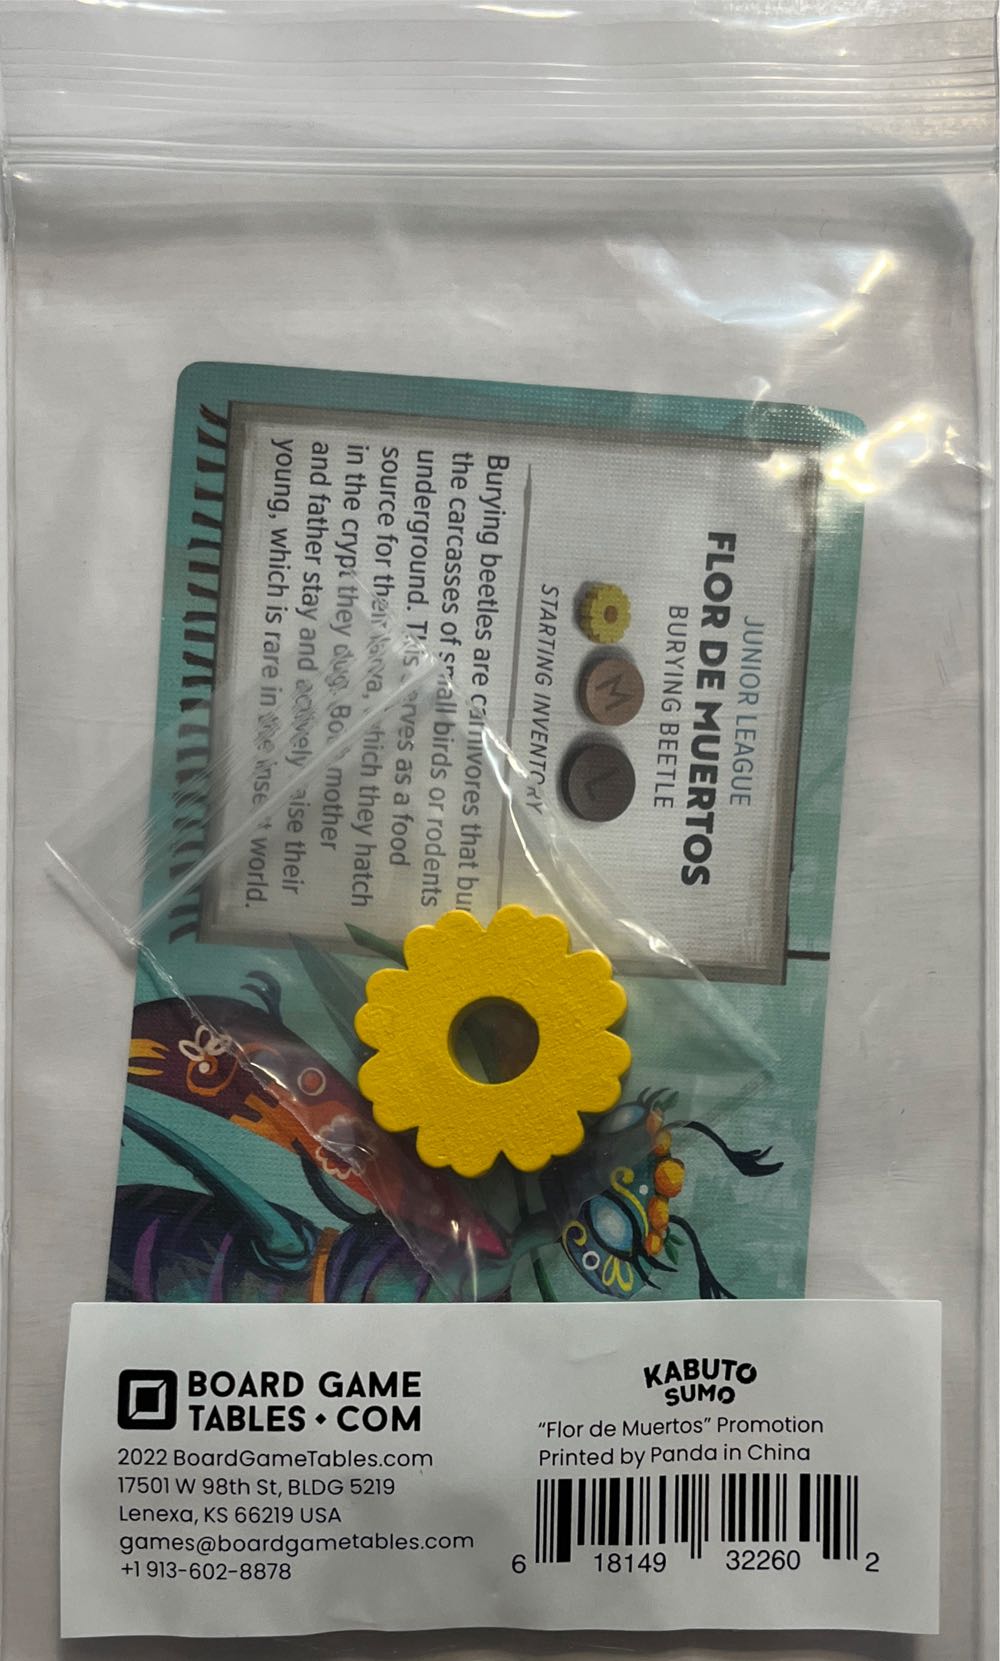 JUNIOR LEAGUE
FLOR DE MUERTOS
BURYING BEETLE
M
L
STARTING INVENTORY
Burying beetles are carnivores that
the carcasses of small birds or rodents
underground. This serves as a food
source for their larva, which they hatch
in the crypt they dug. Both mother
and father stay and actively raise their
young, which is rare in the insect world.
BOARD GAME
TABLES • COM
2022 BoardGameTables.com
17501 W 98th St, BLDG 5219
Lenexa, KS 66219 USA
games@boardgametables.com
+1 913-602-8878
KABUTO
SUMO
“Flor de Muertos” Promotion
Printed by Panda in China
6 18149 32260 2